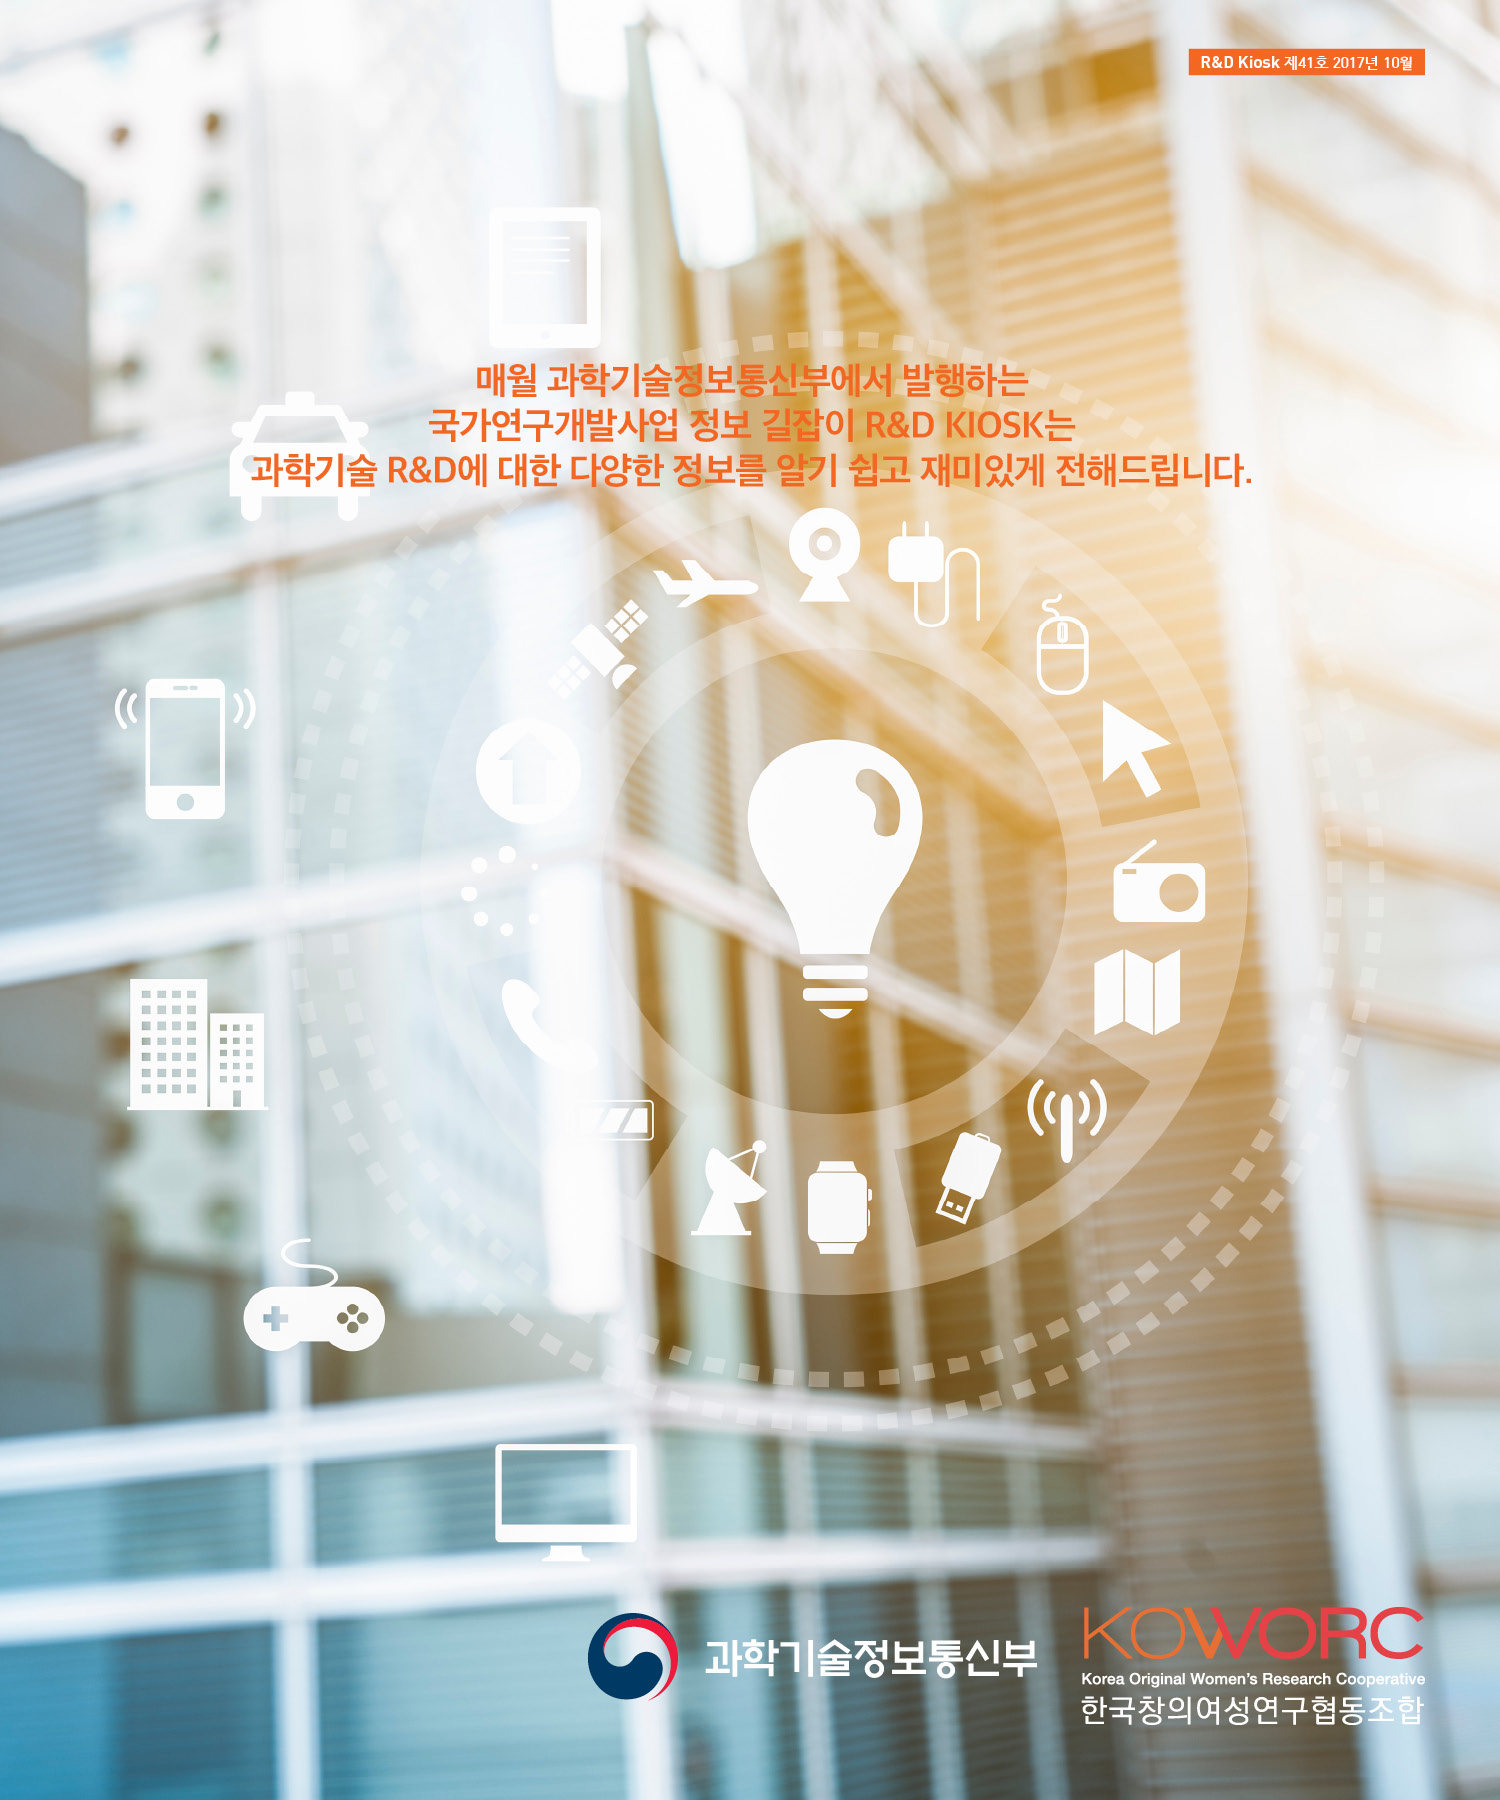 R&D Kiosk 제41호 2017년 10월
매월 과학기술정보통신부에서 발행하는
국가연구개발사업 정보 길잡이 R&D KIOSK는
과학기술 R&D에 대한 다양한 정보를 알기 쉽고 재미있게 전해드립니다.
과학기술정보통신부
KOWORC
Korea Original Women's Research Cooperative
한국창의여성연구협동조합